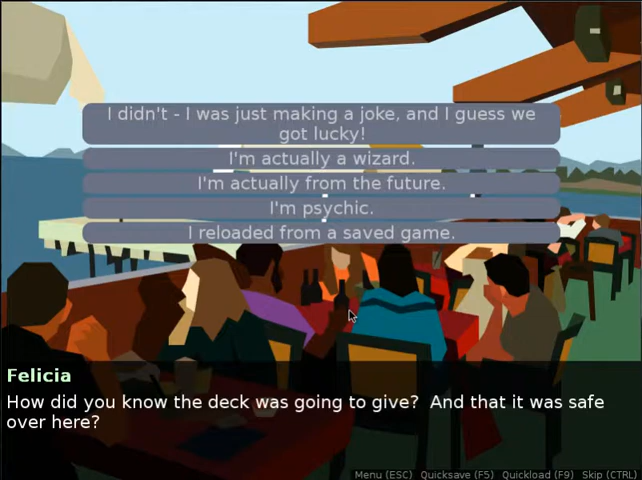 I didn't - I was just making a joke, and I guess we
got lucky!
I'm actually a wizard.
I'm actually from the future.
I'm psychic.
I reloaded from a saved game.
Felicia
How did you know the deck was going to give?  And that it was safe
over here?
Menu (ESC)   Quicksave (F5)   Quickload (F9)   Skip (CTRL)